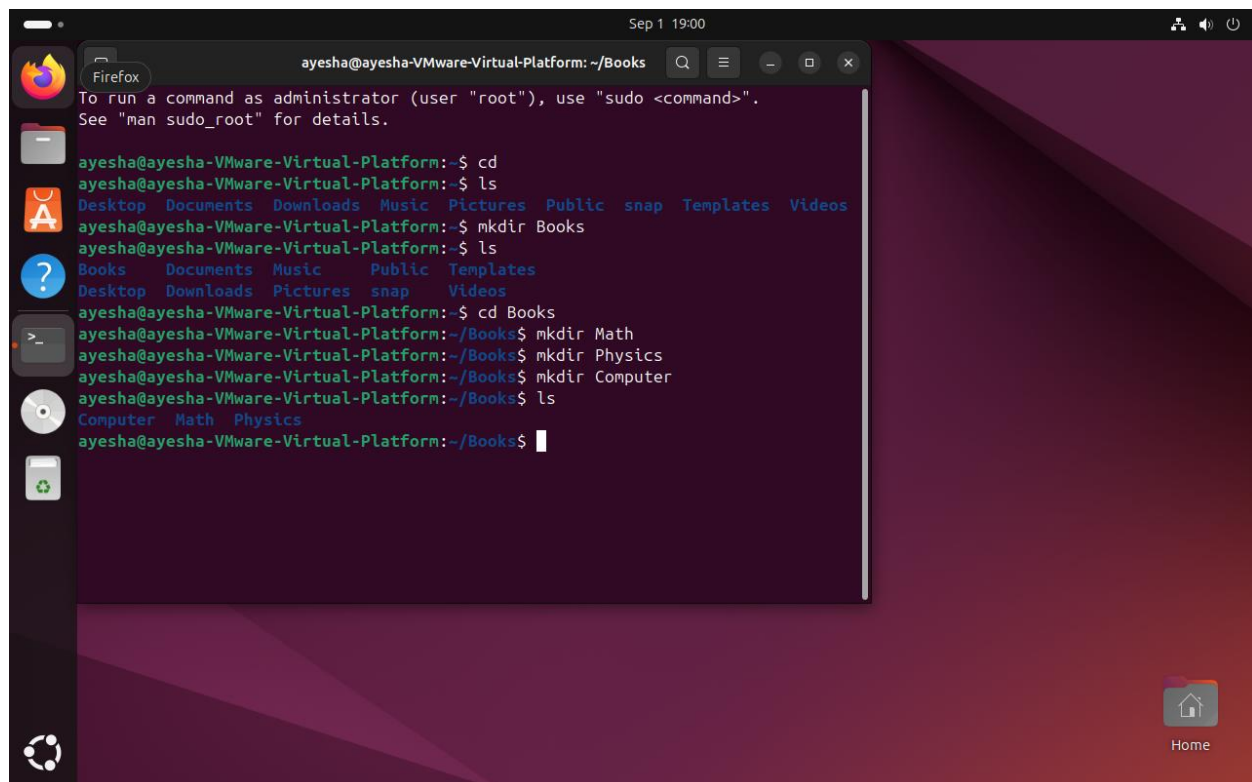 Sep 1 19:00
ayesha@ayesha-VMware-Virtual-Platform: ~/Books
Firefox
To run a command as administrator (user "root"), use "sudo <command>".
See "man sudo_root" for details.
ayesha@ayesha-VMware-Virtual-Platform:~$ cd
ayesha@ayesha-VMware-Virtual-Platform:~$ ls
Desktop Documents Downloads Music Pictures Public snap Templates Videos
ayesha@ayesha-VMware-Virtual-Platform:~$ mkdir Books
ayesha@ayesha-VMware-Virtual-Platform:~$ ls
Books Documents Music Public Templates
Desktop Downloads Pictures snap Videos
ayesha@ayesha-VMware-Virtual-Platform:~$ cd Books
ayesha@ayesha-VMware-Virtual-Platform:~/Books$ mkdir Math
ayesha@ayesha-VMware-Virtual-Platform:~/Books$ mkdir Physics
ayesha@ayesha-VMware-Virtual-Platform:~/Books$ mkdir Computer
ayesha@ayesha-VMware-Virtual-Platform:~/Books$ ls
Computer Math Physics
ayesha@ayesha-VMware-Virtual-Platform:~/Books$
Home